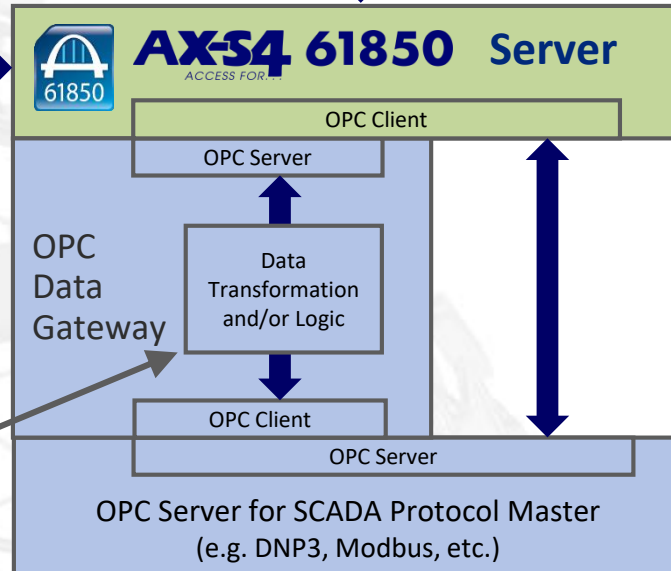 61850
AX-S4 61850 Server
ACCESS FOR...
OPC Client
OPC Server
OPC
Data
Gateway
Data
Transformation
and/or Logic
OPC Client
OPC Server
OPC Server for SCADA Protocol Master
(e.g. DNP3, Modbus, etc.)